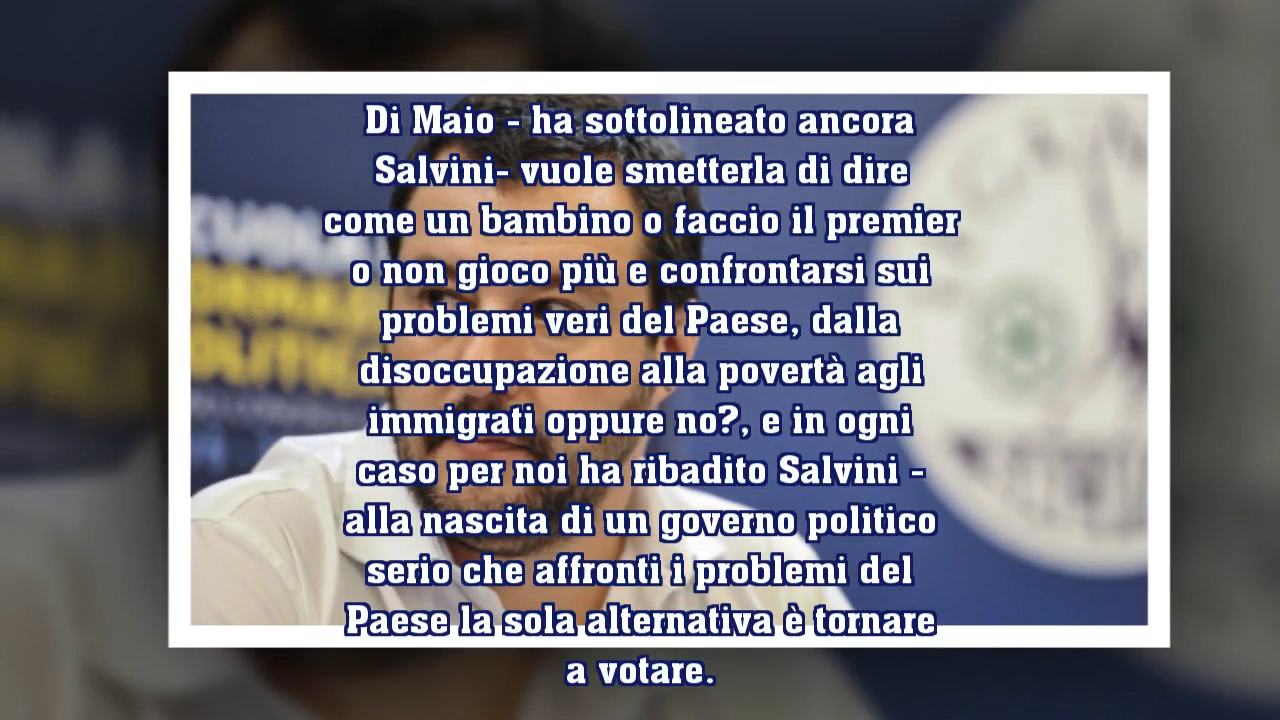 Di Maio - ha sottolineato ancora
Salvini- vuole smetterla di dire
come un bambino o faccio il premier
o non gioco più e confrontarsi sui
problemi veri del Paese, dalla
disoccupazione alla povertà agli
immigrati oppure no?, e in ogni
caso per noi ha ribadito Salvini -
alla nascita di un governo politico
serio che affronti i problemi del
Paese la sola alternativa è tornare
a votare.